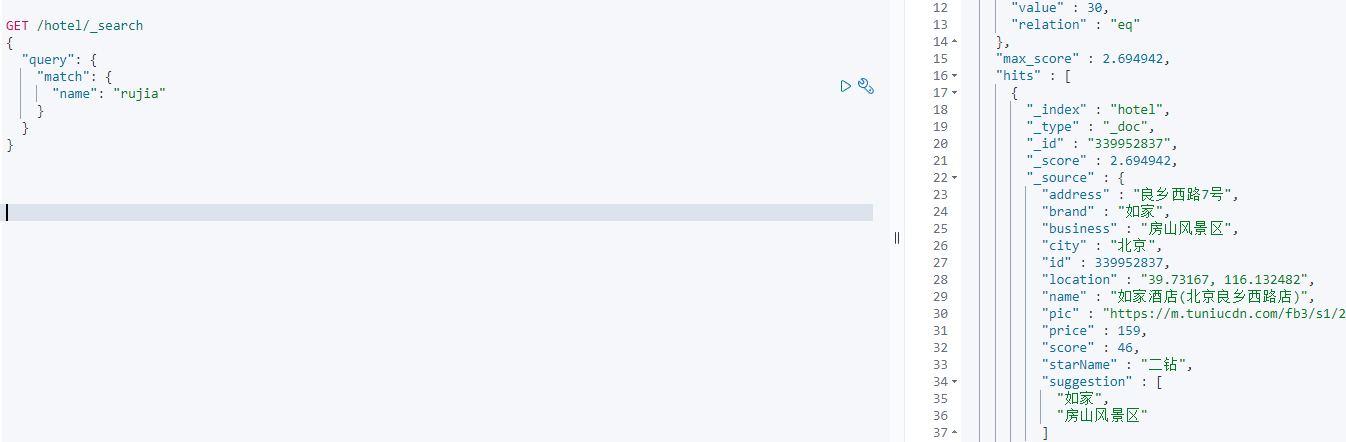 GET /hotel/_search
{
  "query": {
    "match": {
      "name": "rujia"
    }
  }
}
12 "value" : 30,
13 "relation" : "eq"
14 },
15 "max_score" : 2.694942,
16 "hits" : [
17 {
18 "_index" : "hotel",
19 "_type" : "_doc",
20 "_id" : "339952837",
21 "_score" : 2.694942,
22 "_source" : {
23 "address" : "良乡西路7号",
24 "brand" : "如家",
25 "business" : "房山风景区",
26 "city" : "北京",
27 "id" : 339952837,
28 "location" : "39.73167, 116.132482",
29 "name" : "如家酒店(北京良乡西路店)",
30 "pic" : "https://m.tuniucdn.com/fb3/s1/2
31 "price" : 159,
32 "score" : 46,
33 "starName" : "二钻",
34 "suggestion" : [
35 "如家",
36 "房山风景区"
37 ]